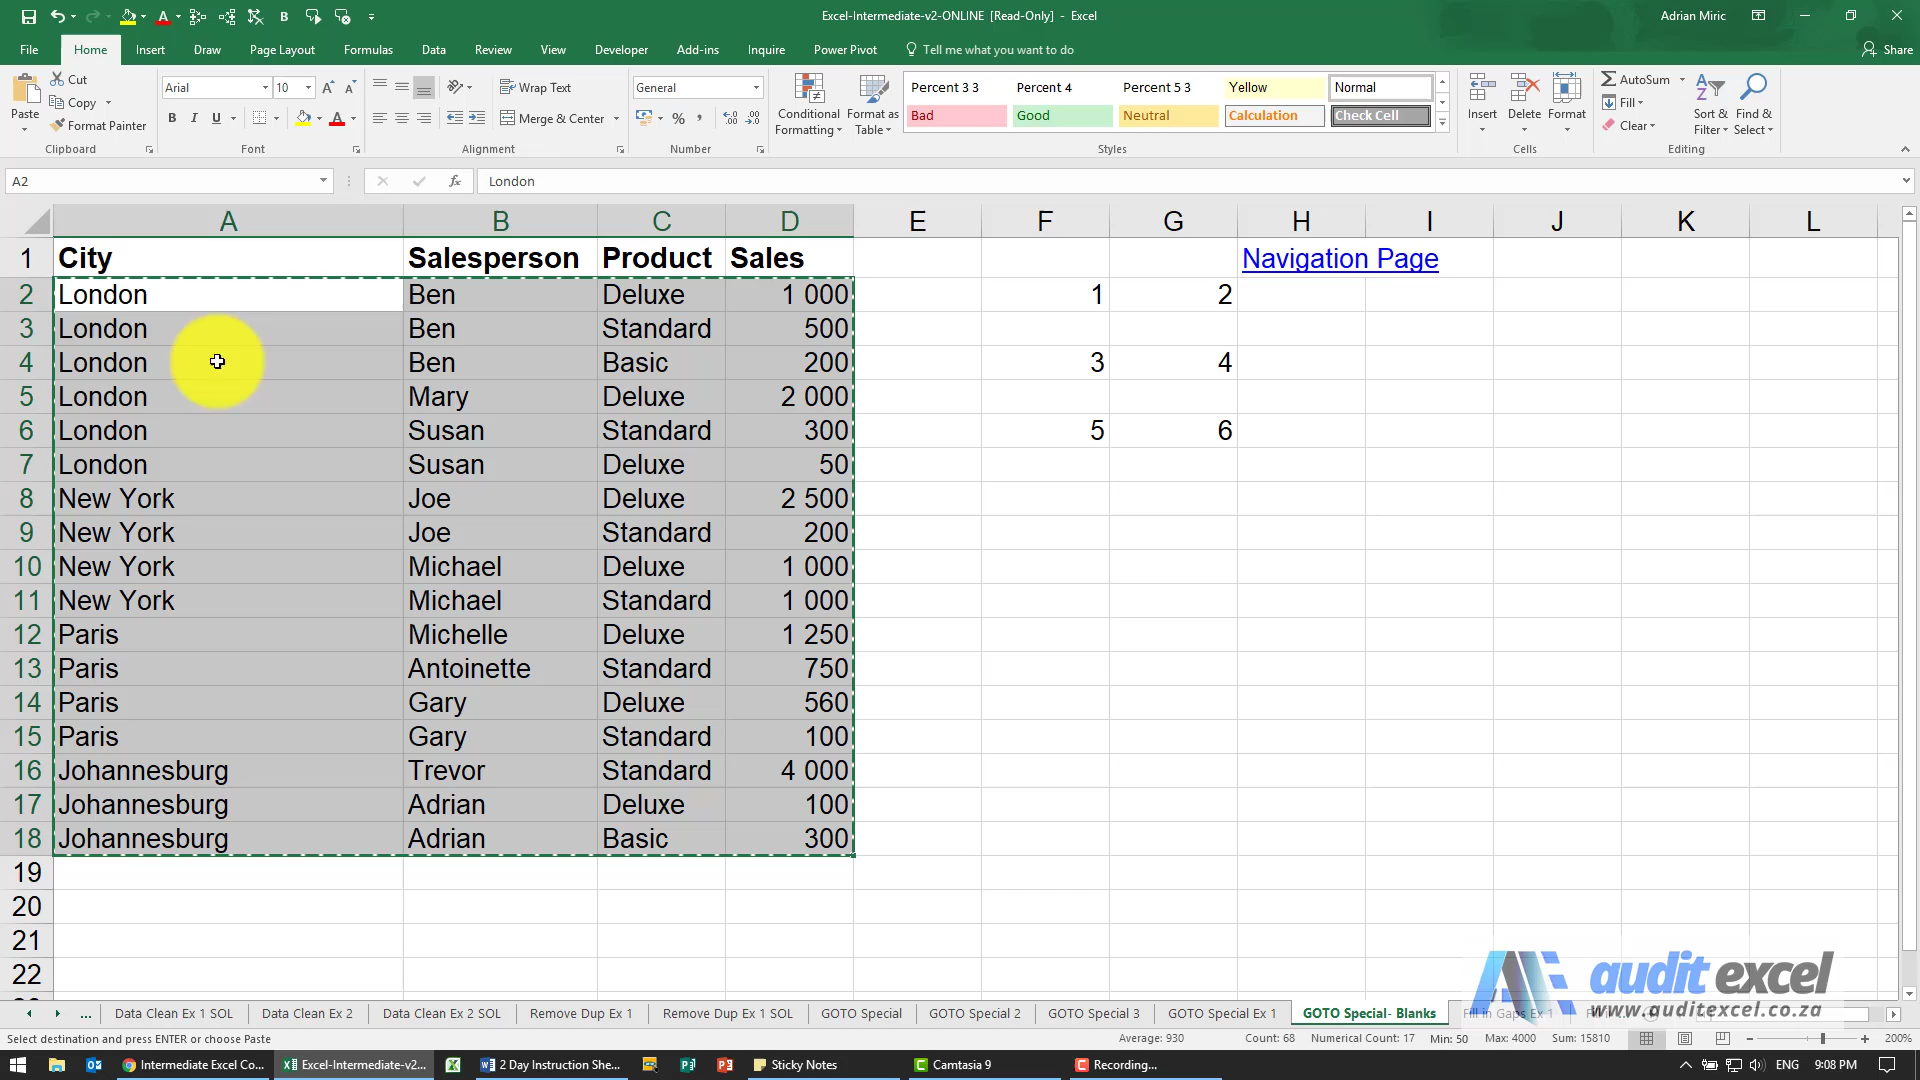 Excel-Intermediate-v2-ONLINE [Read-Only] - Excel
Adrian Miric
File Home Insert Draw Page Layout Formulas Data Review View Developer Add-ins Inquire Power Pivot Tell me what you want to do
Share
Paste
Cut
Copy
Format Painter
Clipboard
Arial 10
B I U
Font
Wrap Text
Merge & Center
Alignment
General
Number
Conditional Formatting
Format as Table
Percent 3 3 Percent 4 Percent 5 3 Yellow Normal
Bad Good Neutral Calculation Check Cell
Styles
Insert Delete Format
Cells
AutoSum
Fill
Clear
Sort & Filter
Find & Select
Editing
A2
fx
London
A B C D E F G H I J K L
1 City Salesperson Product Sales Navigation Page
2 London Ben Deluxe 1 000 1 2
3 London Ben Standard 500
4 London Ben Basic 200 3 4
5 London Mary Deluxe 2 000
6 London Susan Standard 300 5 6
7 London Susan Deluxe 50
8 New York Joe Deluxe 2 500
9 New York Joe Standard 200
10 New York Michael Deluxe 1 000
11 New York Michael Standard 1 000
12 Paris Michelle Deluxe 1 250
13 Paris Antoinette Standard 750
14 Paris Gary Deluxe 560
15 Paris Gary Standard 100
16 Johannesburg Trevor Standard 4 000
17 Johannesburg Adrian Deluxe 100
18 Johannesburg Adrian Basic 300
19
20
21
22
audit excel
www.auditexcel.co.za
... Data Clean Ex 1 SOL Data Clean Ex 2 Data Clean Ex 2 SOL Remove Dup Ex 1 Remove Dup Ex 1 SOL GOTO Special GOTO Special 2 GOTO Special 3 GOTO Special Ex 1 GOTO Special- Blanks Fill in Gaps Ex 1
Select destination and press ENTER or choose Paste
Average: 930 Count: 68 Numerical Count: 17 Min: 50 Max: 4000 Sum: 15810
200%
Intermediate Excel Co...
Excel-Intermediate-v2...
2 Day Instruction She...
Sticky Notes
Camtasia 9
Recording...
ENG
9:08 PM